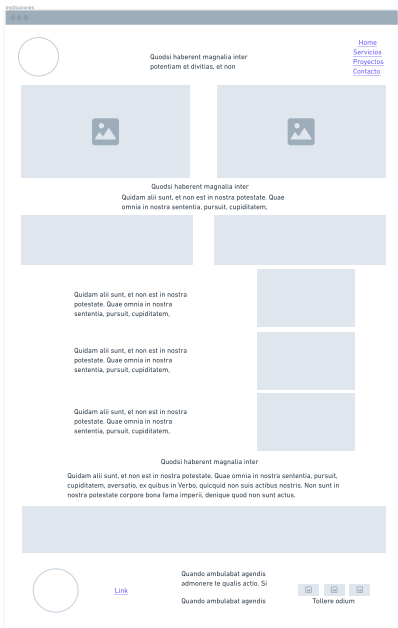 Instituciones
Quodsi haberent magnalia inter
potentiam et divitias, et non
Home
Servicios
Proyectos
Contacto
Quodsi haberent magnalia inter
Quidam alii sunt, et non est in nostra potestate. Quae
omnia in nostra sententia, pursuit, cupiditatem,
Quidam alii sunt, et non est in nostra
potestate. Quae omnia in nostra
sententia, pursuit, cupiditatem,
Quidam alii sunt, et non est in nostra
potestate. Quae omnia in nostra
sententia, pursuit, cupiditatem,
Quidam alii sunt, et non est in nostra
potestate. Quae omnia in nostra
sententia, pursuit, cupiditatem,
Quodsi haberent magnalia inter
Quidam alii sunt, et non est in nostra potestate. Quae omnia in nostra sententia, pursuit,
cupiditatem, aversatio, ex quibus in Verbo, quicquid non suis actibus nostris. Non sunt in
nostra potestate corpore bona fama imperii, denique quod non sunt actus.
Link
Quando ambulabat agendis
admonere te qualis actio. Si
Quando ambulabat agendis
Tollere odium